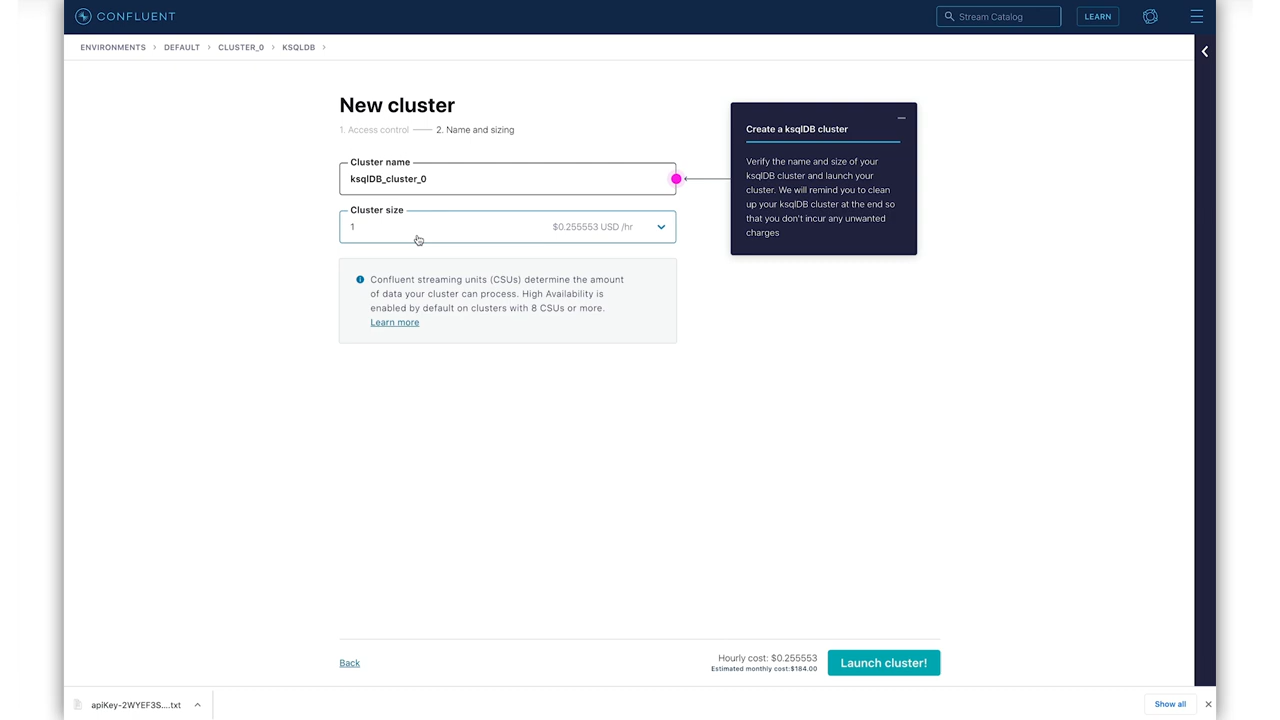 CONFLUENT
Stream Catalog
LEARN
ENVIRONMENTS > DEFAULT > CLUSTER_0 > KSQLDB >
New cluster
1. Access control — 2. Name and sizing
Cluster name
ksqlDB_cluster_0
Cluster size
1 $0.255553 USD /hr
Confluent streaming units (CSUs) determine the amount
of data your cluster can process. High Availability is
enabled by default on clusters with 8 CSUs or more.
Learn more
Create a ksqlDB cluster
Verify the name and size of your
ksqlDB cluster and launch your
cluster. We will remind you to clean
up your ksqlDB cluster at the end so
that you don't incur any unwanted
charges
Back
Hourly cost: $0.255553
Estimated monthly cost:$184.00
Launch cluster!
apiKey-2WYEF3S....txt
Show all